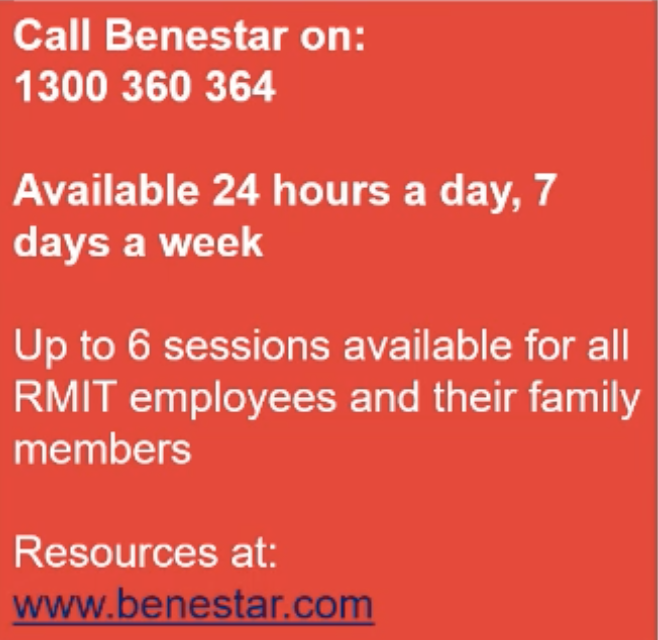 Call Benestar on:
1300 360 364
Available 24 hours a day, 7
days a week
Up to 6 sessions available for all
RMIT employees and their family
members
Resources at:
www.benestar.com